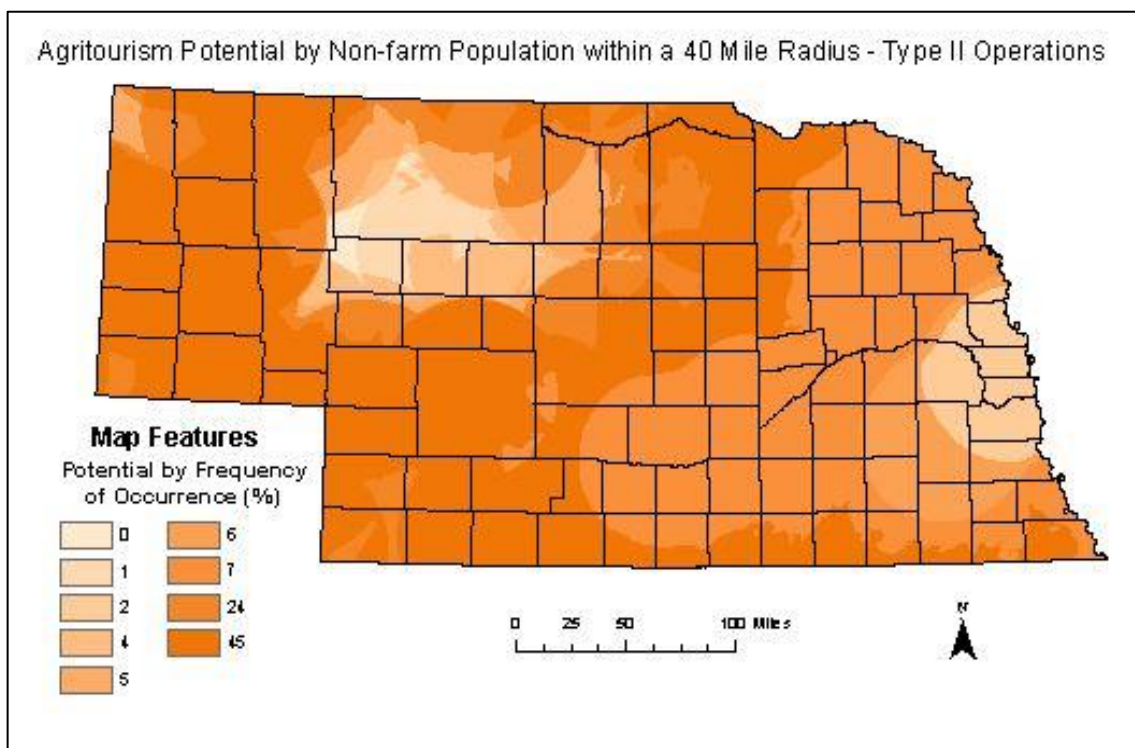 Agritourism Potential by Non-farm Population within a 40 Mile Radius - Type II Operations
Map Features
Potential by Frequency
of Occurrence (%)
0
1
2
4
5
6
7
24
45
0 25 50 100 Miles
N